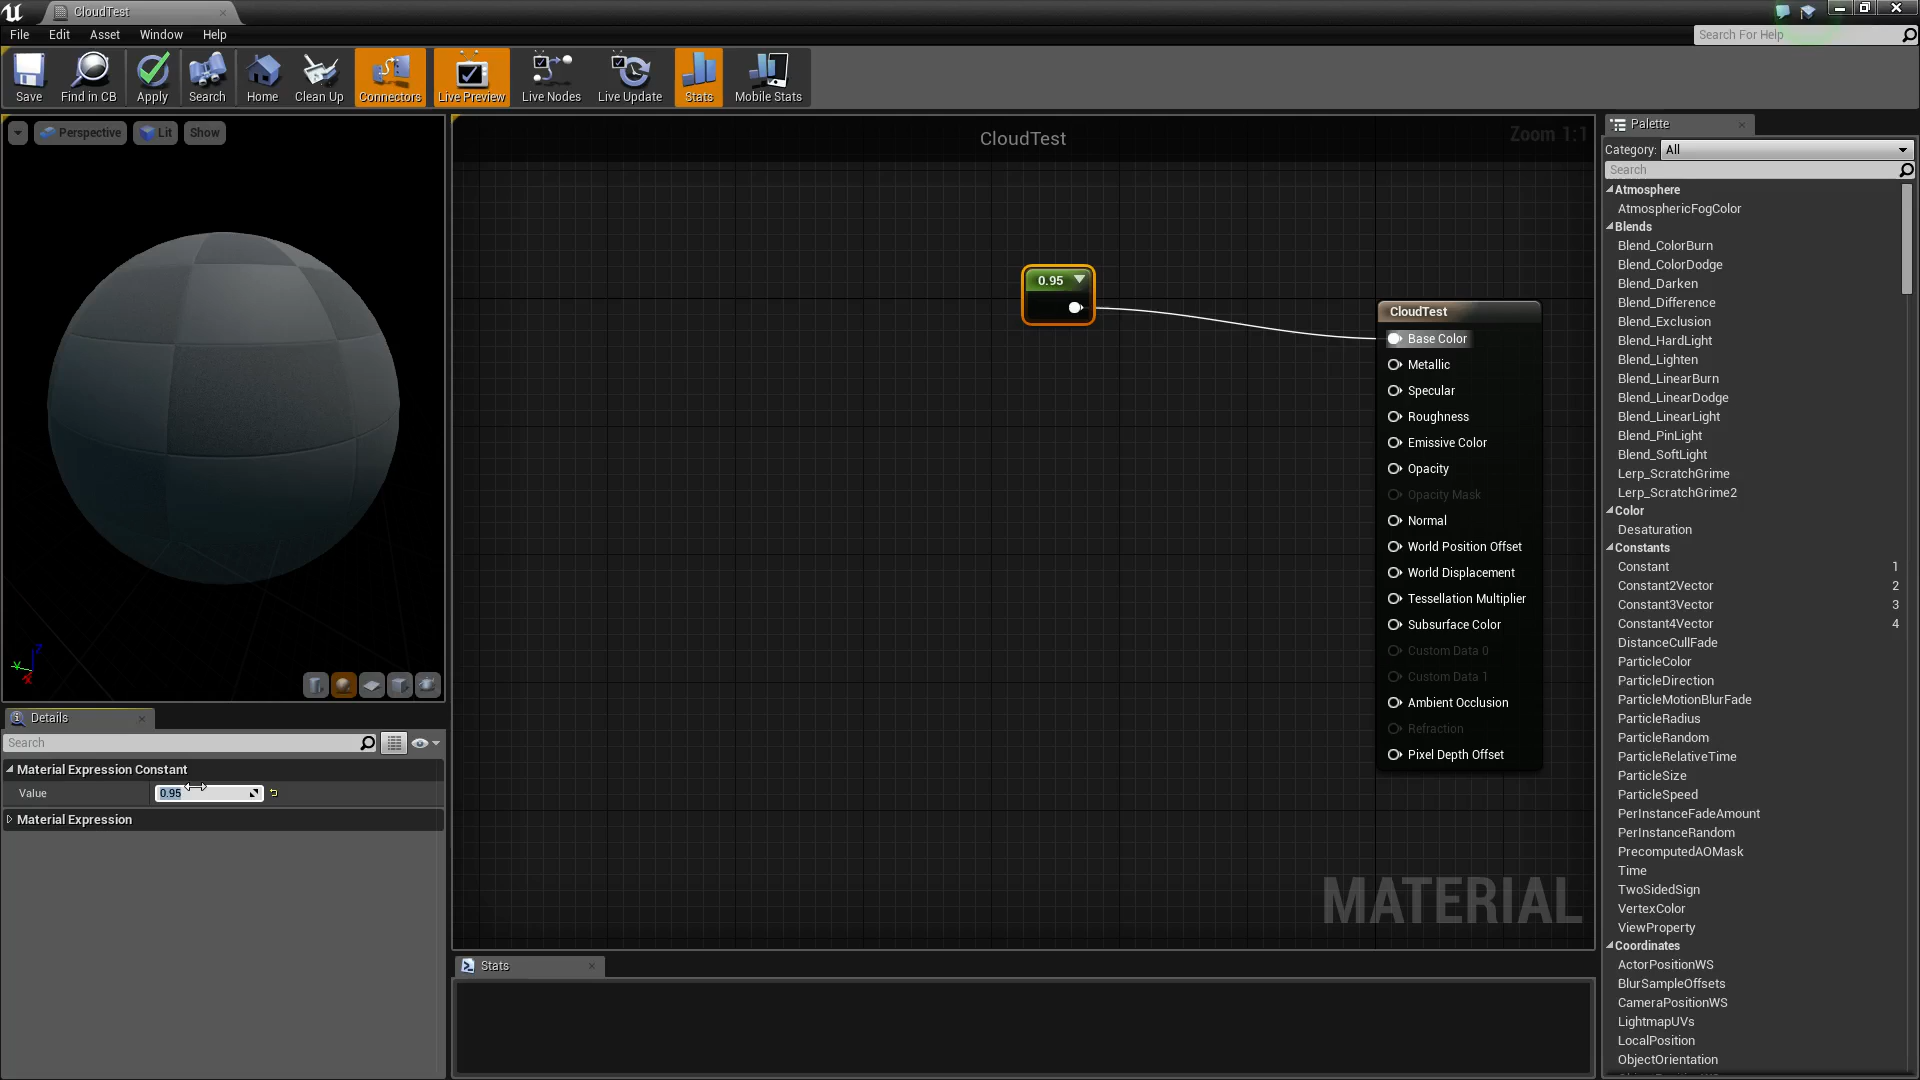 CloudTest
File Edit Asset Window Help
Search For Help
Save
Find in CB
Apply
Search
Home
Clean Up
Connectors
Live Preview
Live Nodes
Live Update
Stats
Mobile Stats
Perspective
Lit
Show
Z
Y
X
CloudTest
Zoom 1:1
0.95
CloudTest
Base Color
Metallic
Specular
Roughness
Emissive Color
Opacity
Opacity Mask
Normal
World Position Offset
World Displacement
Tessellation Multiplier
Subsurface Color
Custom Data 0
Custom Data 1
Ambient Occlusion
Refraction
Pixel Depth Offset
MATERIAL
Details
Search
Material Expression Constant
Value 0.95
Material Expression
Stats
Palette
Category: All
Search
Atmosphere
AtmosphericFogColor
Blends
Blend_ColorBurn
Blend_ColorDodge
Blend_Darken
Blend_Difference
Blend_Exclusion
Blend_HardLight
Blend_Lighten
Blend_LinearBurn
Blend_LinearDodge
Blend_LinearLight
Blend_PinLight
Blend_SoftLight
Lerp_ScratchGrime
Lerp_ScratchGrime2
Color
Desaturation
Constants
Constant 1
Constant2Vector 2
Constant3Vector 3
Constant4Vector 4
DistanceCullFade
ParticleColor
ParticleDirection
ParticleMotionBlurFade
ParticleRadius
ParticleRandom
ParticleRelativeTime
ParticleSize
ParticleSpeed
PerInstanceFadeAmount
PerInstanceRandom
PrecomputedAOMask
Time
TwoSidedSign
VertexColor
ViewProperty
Coordinates
ActorPositionWS
BlurSampleOffsets
CameraPositionWS
LightmapUVs
LocalPosition
ObjectOrientation